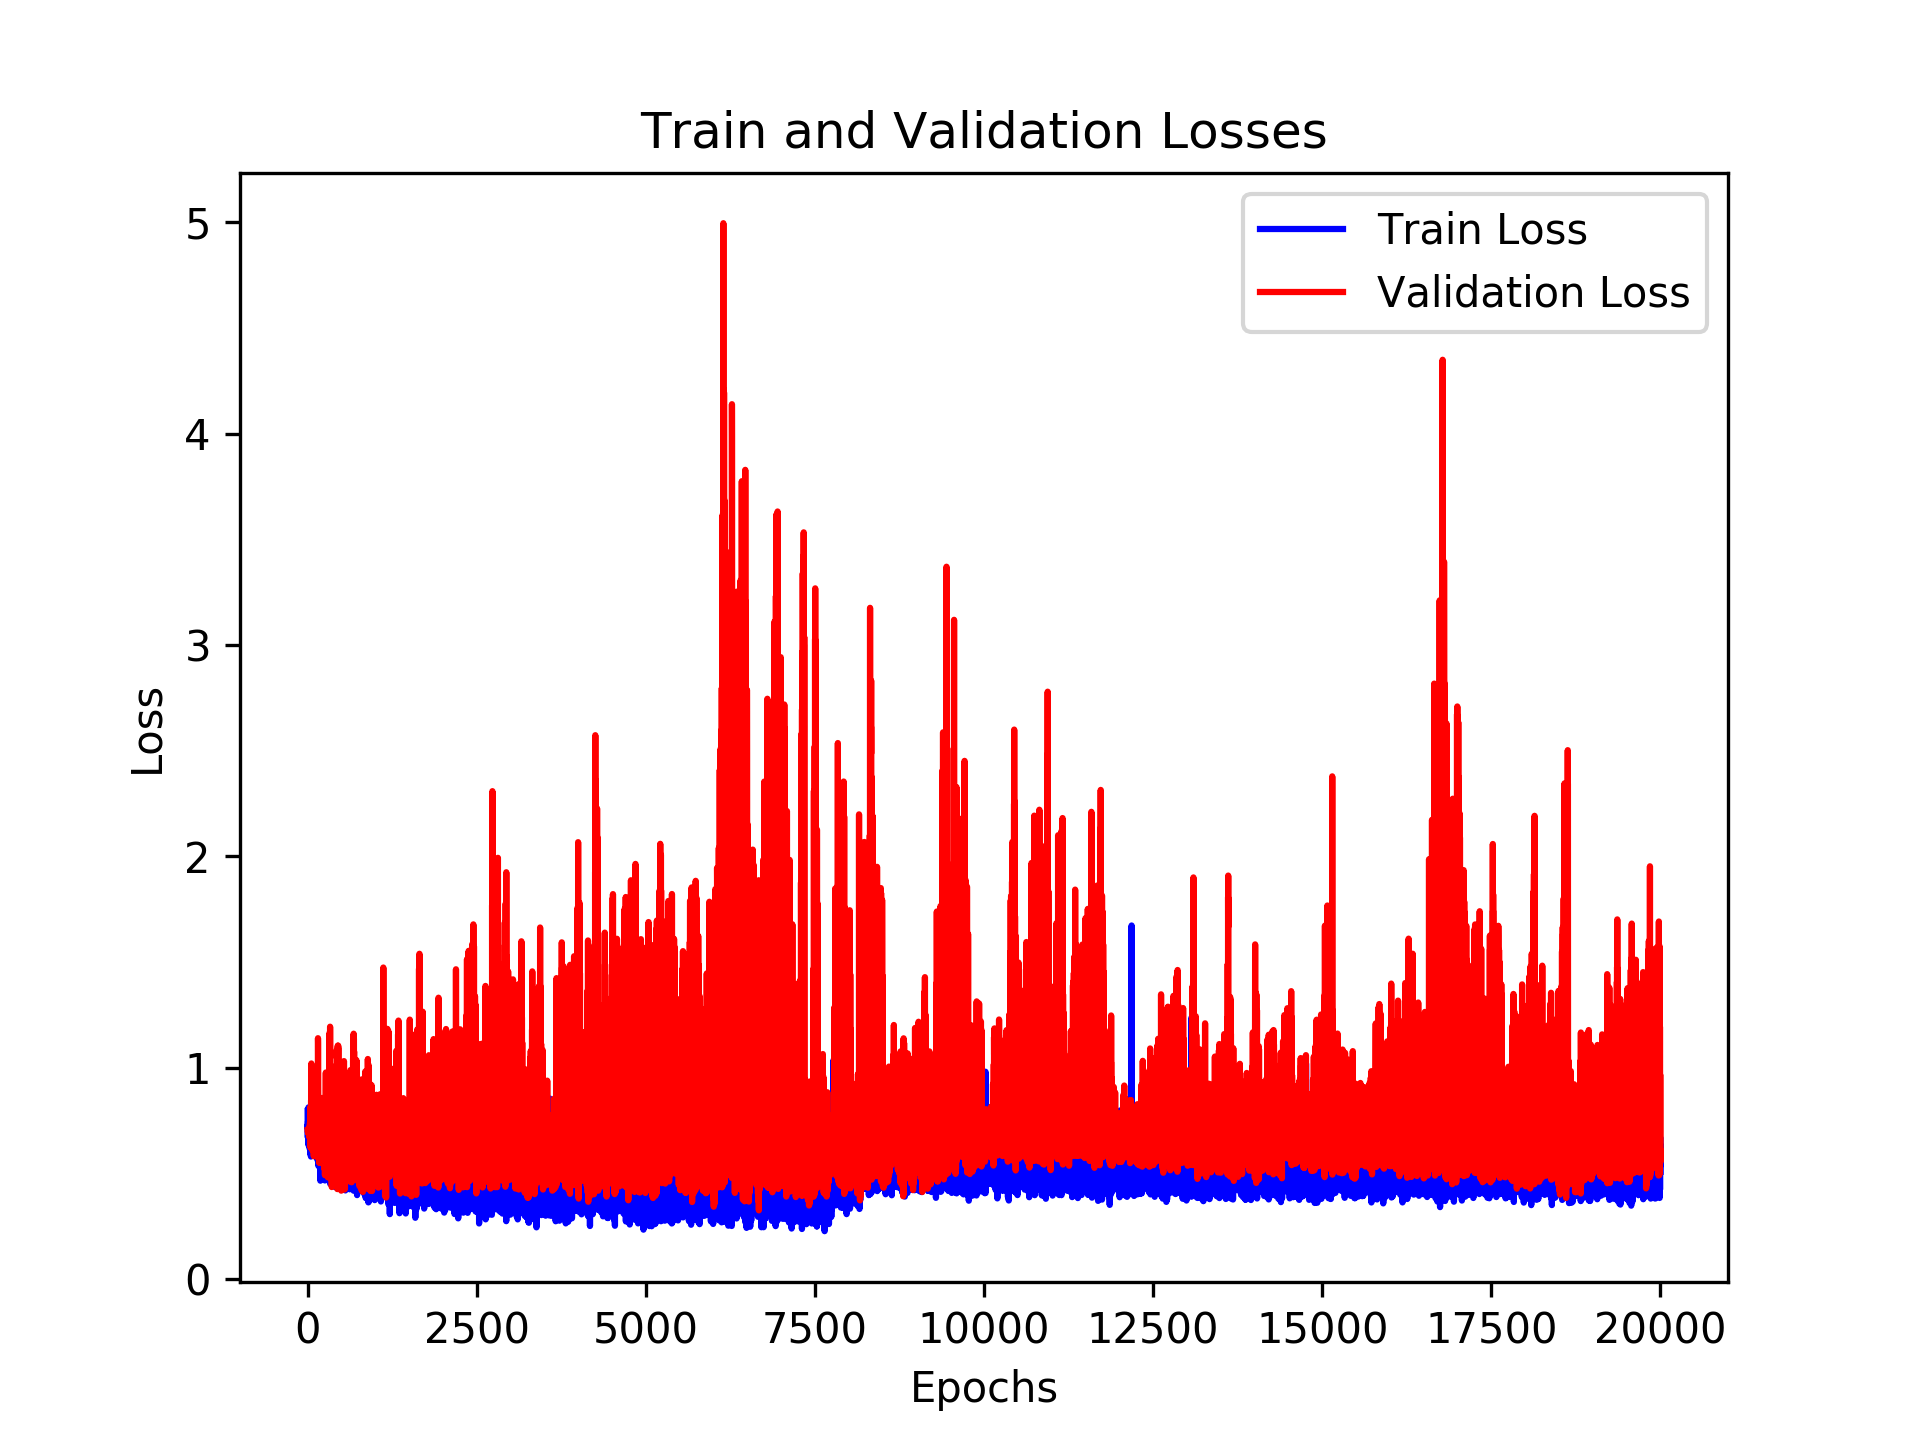 Train and Validation Losses
Train Loss
Validation Loss
5
4
3
2
1
0
Loss
0 2500 5000 7500 10000 12500 15000 17500 20000
Epochs